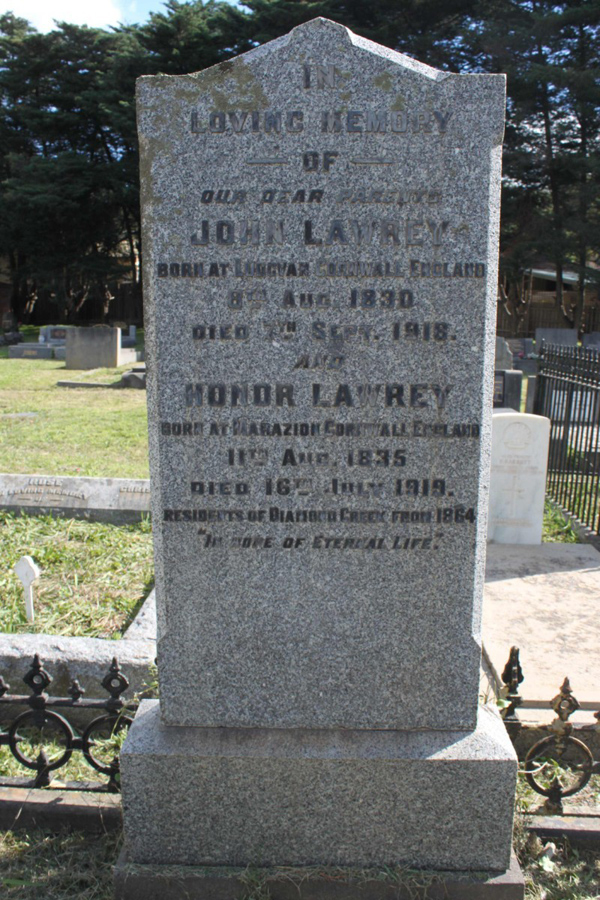 IN
LOVING MEMORY
OF
OUR DEAR PARENTS
JOHN LAWREY
BORN AT LUDGVAN CORNWALL ENGLAND
8TH AUG. 1830
DIED 7TH SEPT. 1918.
AND
HONOR LAWREY
BORN AT MARAZION CORNWALL ENGLAND
11TH AUG. 1835
DIED 16TH JULY 1919.
RESIDENTS OF DIAMOND CREEK FROM 1864
"IN HOPE OF ETERNAL LIFE."